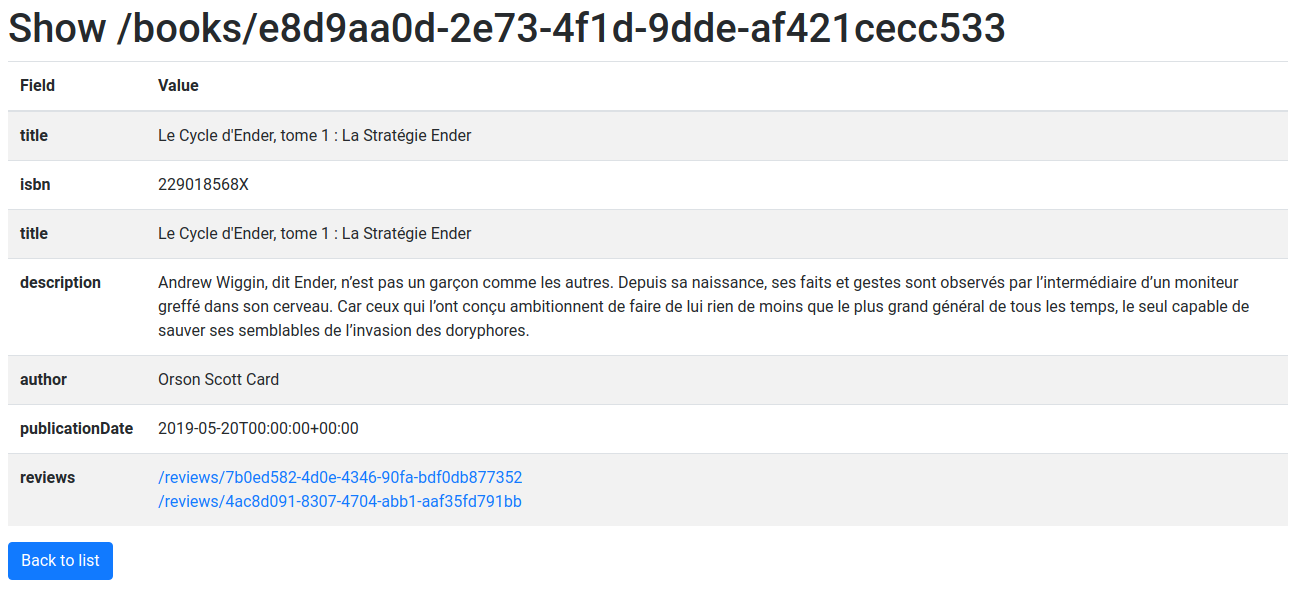 Show /books/e8d9aa0d-2e73-4f1d-9dde-af421cecc533
Field Value
title Le Cycle d'Ender, tome 1 : La Stratégie Ender
isbn 229018568X
title Le Cycle d'Ender, tome 1 : La Stratégie Ender
description Andrew Wiggin, dit Ender, n’est pas un garçon comme les autres. Depuis sa naissance, ses faits et gestes sont observés par l’intermédiaire d’un moniteur
greffé dans son cerveau. Car ceux qui l’ont conçu ambitionnent de faire de lui rien de moins que le plus grand général de tous les temps, le seul capable de
sauver ses semblables de l’invasion des doryphores.
author Orson Scott Card
publicationDate 2019-05-20T00:00:00+00:00
reviews /reviews/7b0ed582-4d0e-4346-90fa-bdf0db877352
/reviews/4ac8d091-8307-4704-abb1-aaf35fd791bb
Back to list